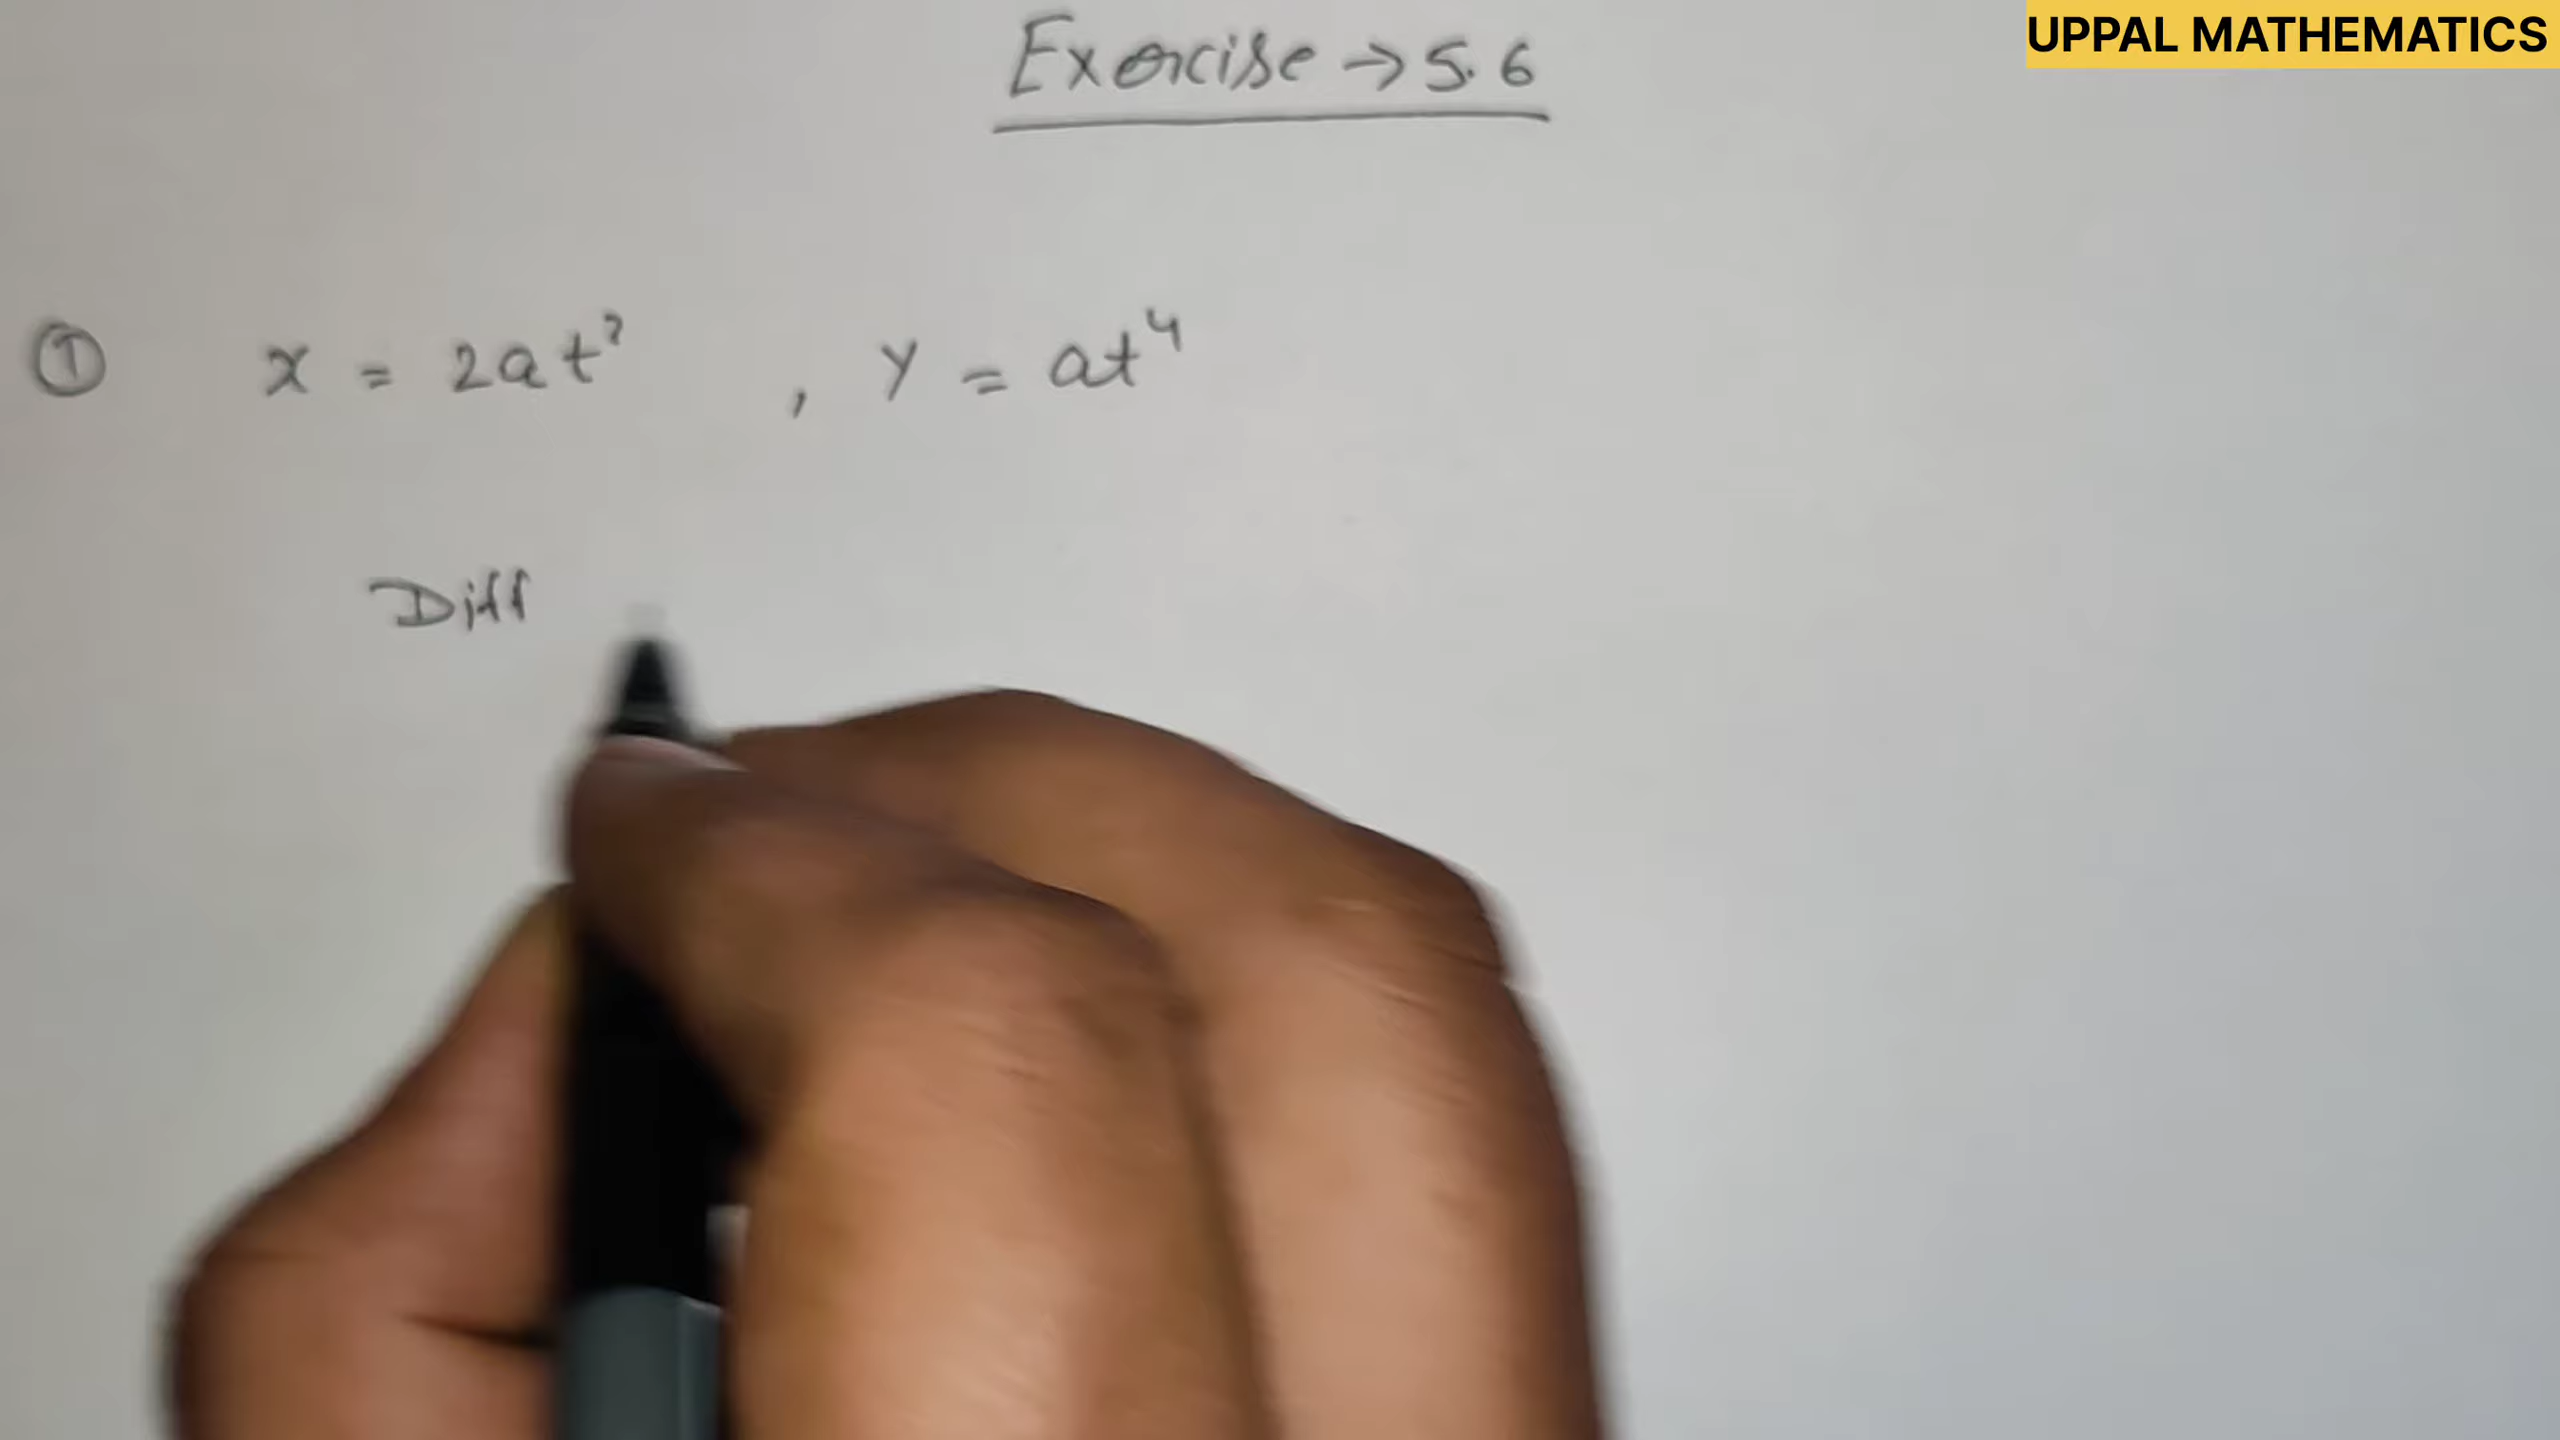 UPPAL MATHEMATICS
Exercise → 5.6
① x = 2at² , y = at⁴
Diff